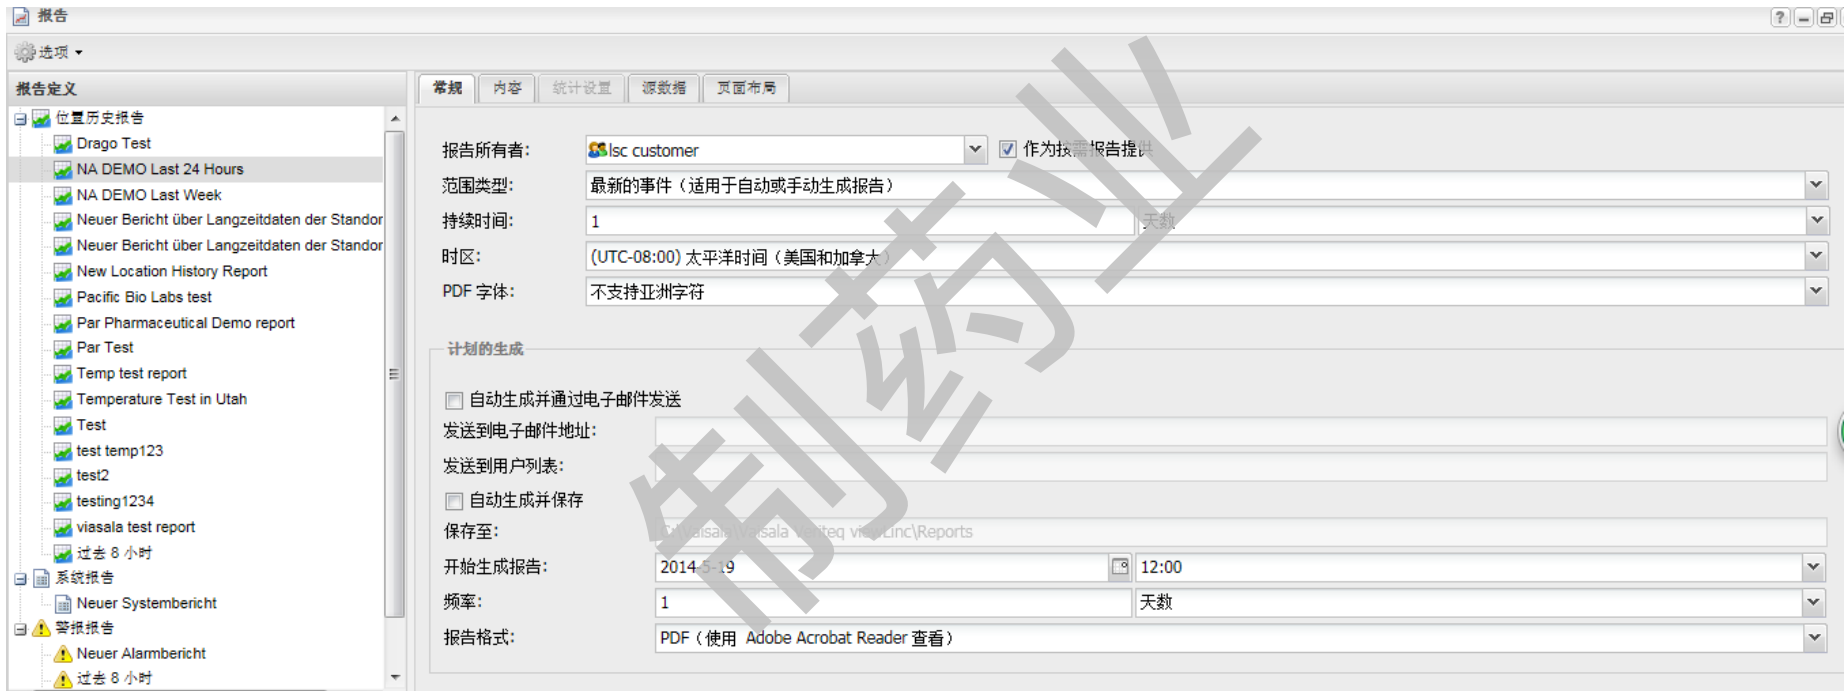 报告
选项
报告定义
常规 内容 统计设置 源数据 页面布局
位置历史报告
Drago Test
NA DEMO Last 24 Hours
NA DEMO Last Week
Neuer Bericht über Langzeitdaten der Standor
Neuer Bericht über Langzeitdaten der Standor
New Location History Report
Pacific Bio Labs test
Par Pharmaceutical Demo report
Par Test
Temp test report
Temperature Test in Utah
Test
test temp123
test2
testing1234
viasala test report
过去 8 小时
系统报告
Neuer Systembericht
警报报告
Neuer Alarmbericht
过去 8 小时
报告所有者: lsc customer 作为按需报告提供
范围类型: 最新的事件（适用于自动或手动生成报告）
持续时间: 1 天数
时区: (UTC-08:00) 太平洋时间（美国和加拿大）
PDF 字体: 不支持亚洲字符
计划的生成
自动生成并通过电子邮件发送
发送到电子邮件地址:
发送到用户列表:
自动生成并保存
保存至: C:\Vaisala\Vaisala Veriteq viewLinc\Reports
开始生成报告: 2014-5-19 12:00
频率: 1 天数
报告格式: PDF（使用 Adobe Acrobat Reader 查看）
制药业